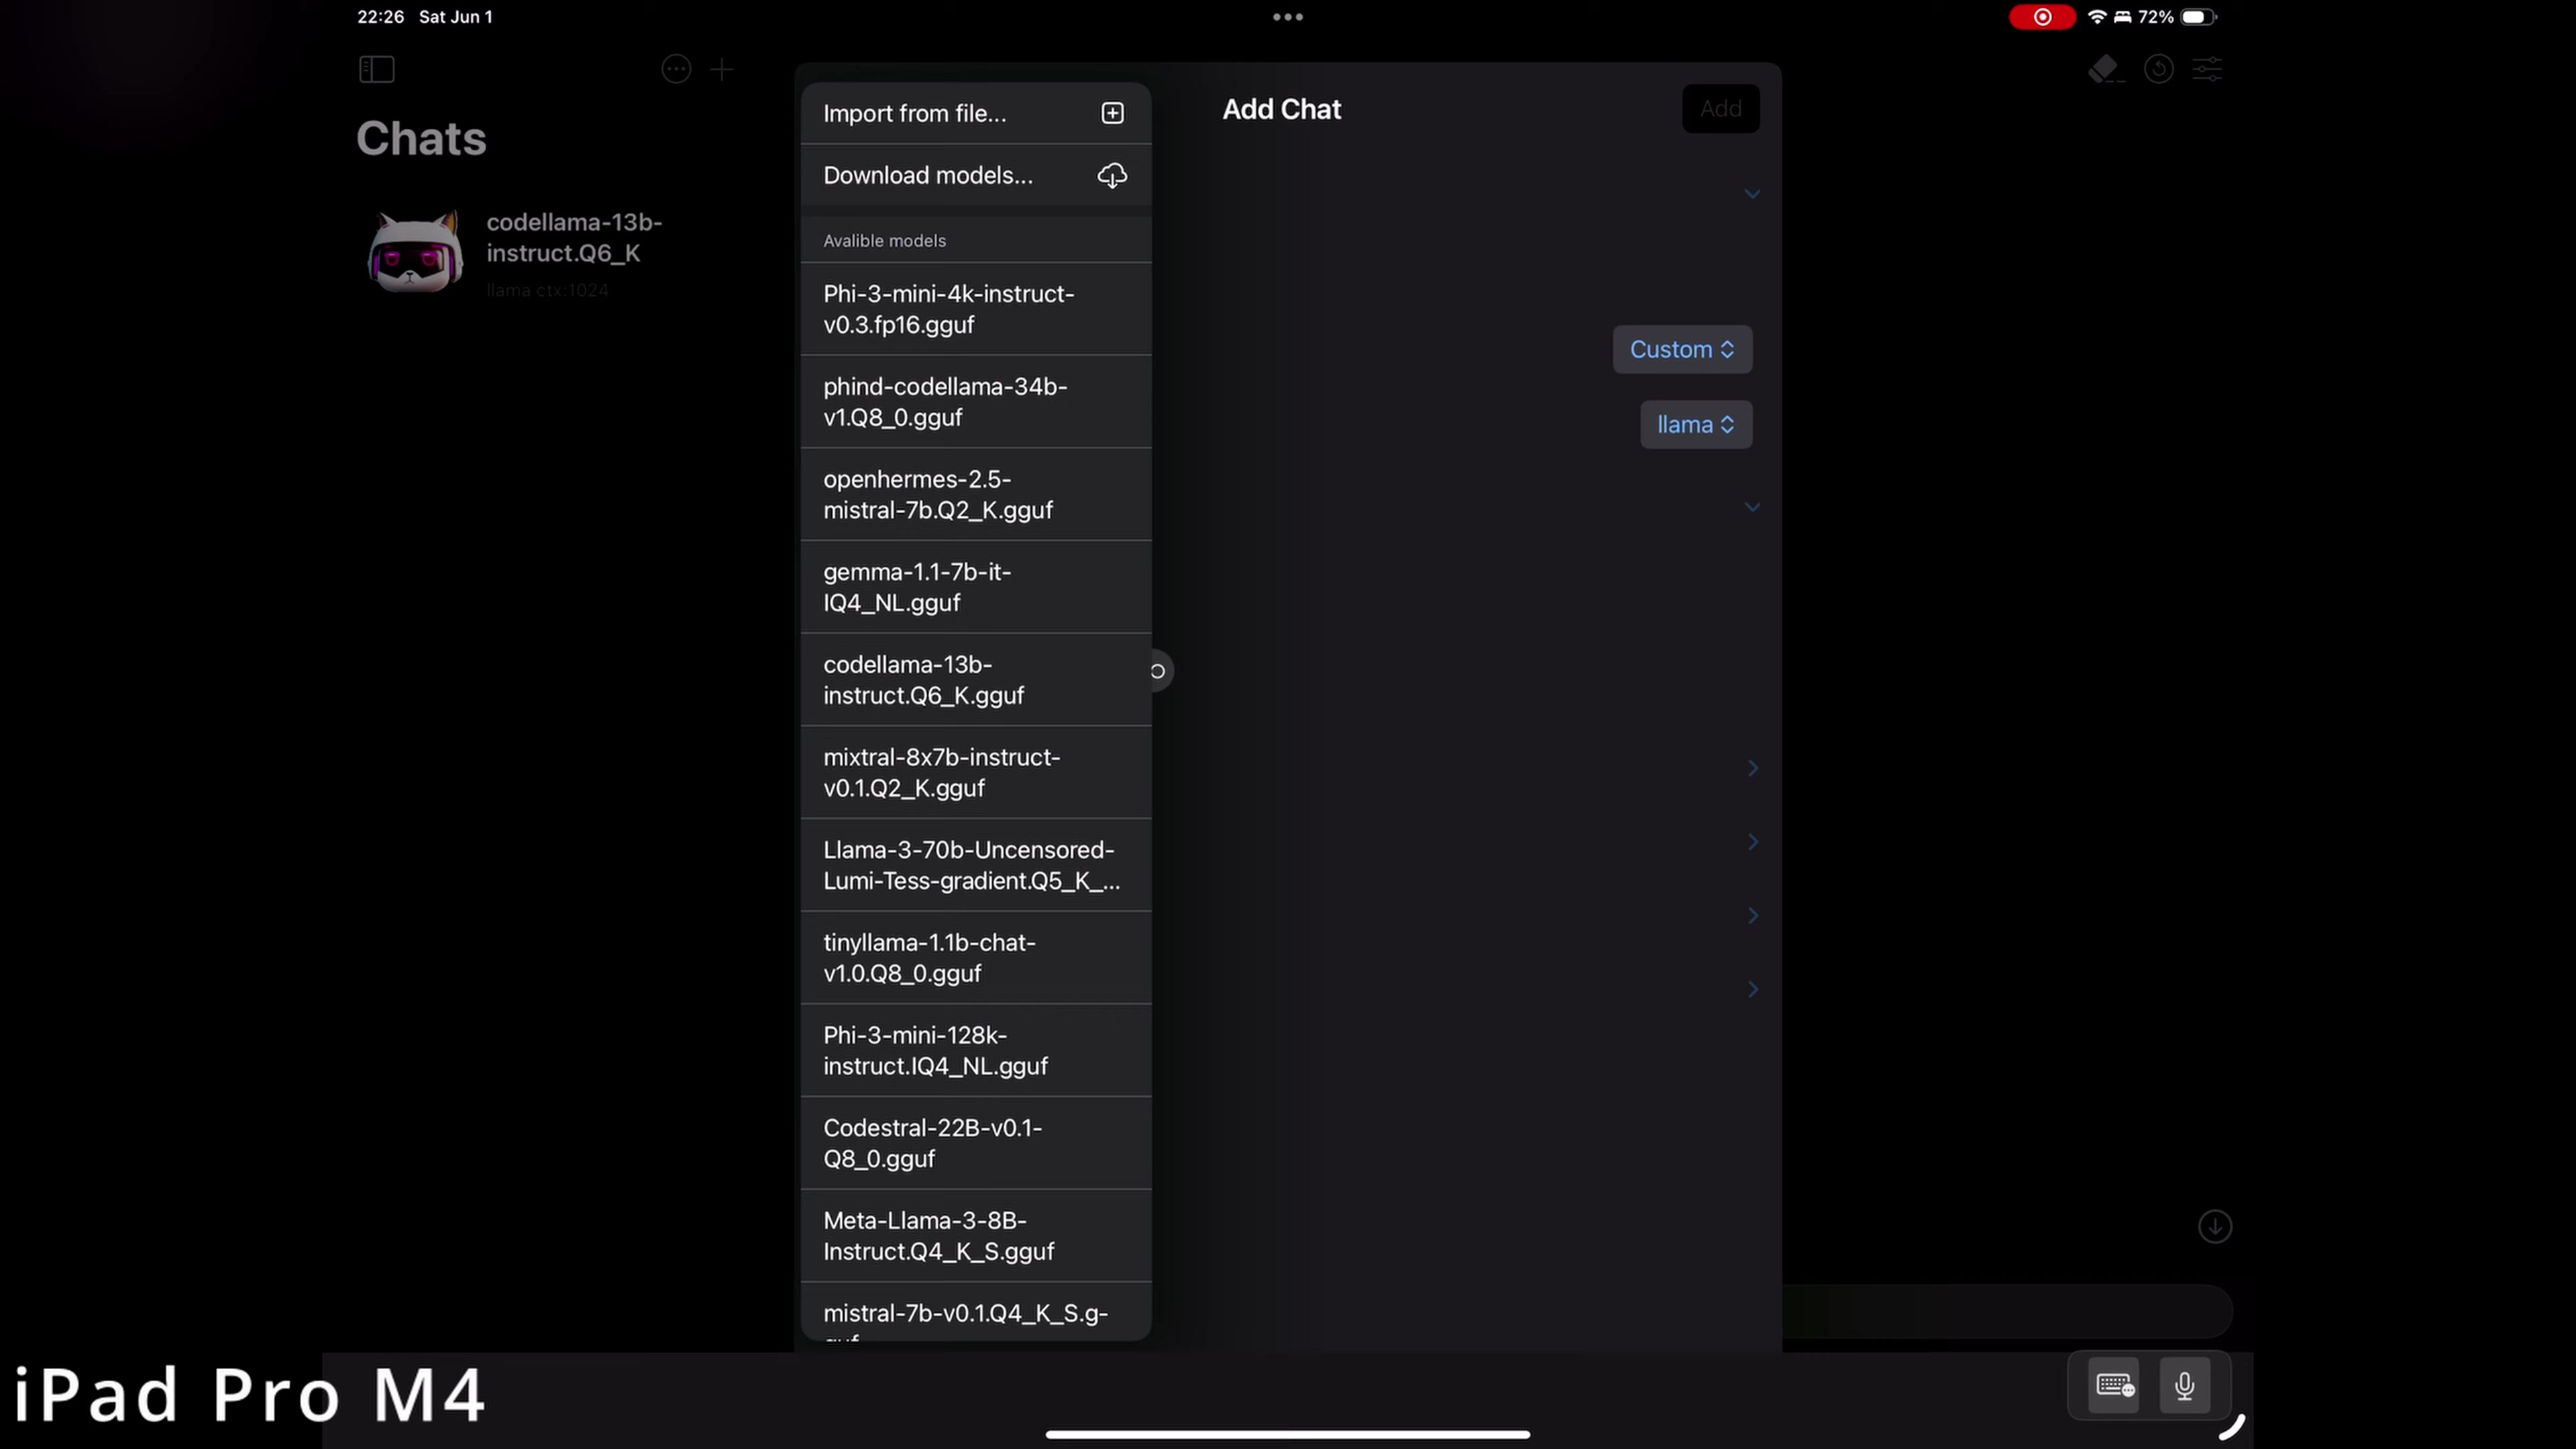 22:26 Sat Jun 1
72%
Chats
codellama-13b-
instruct.Q6_K
llama ctx:1024
Import from file...
Download models...
Avalible models
Phi-3-mini-4k-instruct-
v0.3.fp16.gguf
phind-codellama-34b-
v1.Q8_0.gguf
openhermes-2.5-
mistral-7b.Q2_K.gguf
gemma-1.1-7b-it-
IQ4_NL.gguf
codellama-13b-
instruct.Q6_K.gguf
mixtral-8x7b-instruct-
v0.1.Q2_K.gguf
Llama-3-70b-Uncensored-
Lumi-Tess-gradient.Q5_K_...
tinyllama-1.1b-chat-
v1.0.Q8_0.gguf
Phi-3-mini-128k-
instruct.IQ4_NL.gguf
Codestral-22B-v0.1-
Q8_0.gguf
Meta-Llama-3-8B-
Instruct.Q4_K_S.gguf
mistral-7b-v0.1.Q4_K_S.g-
guf
Add Chat
Add
Custom
llama
iPad Pro M4